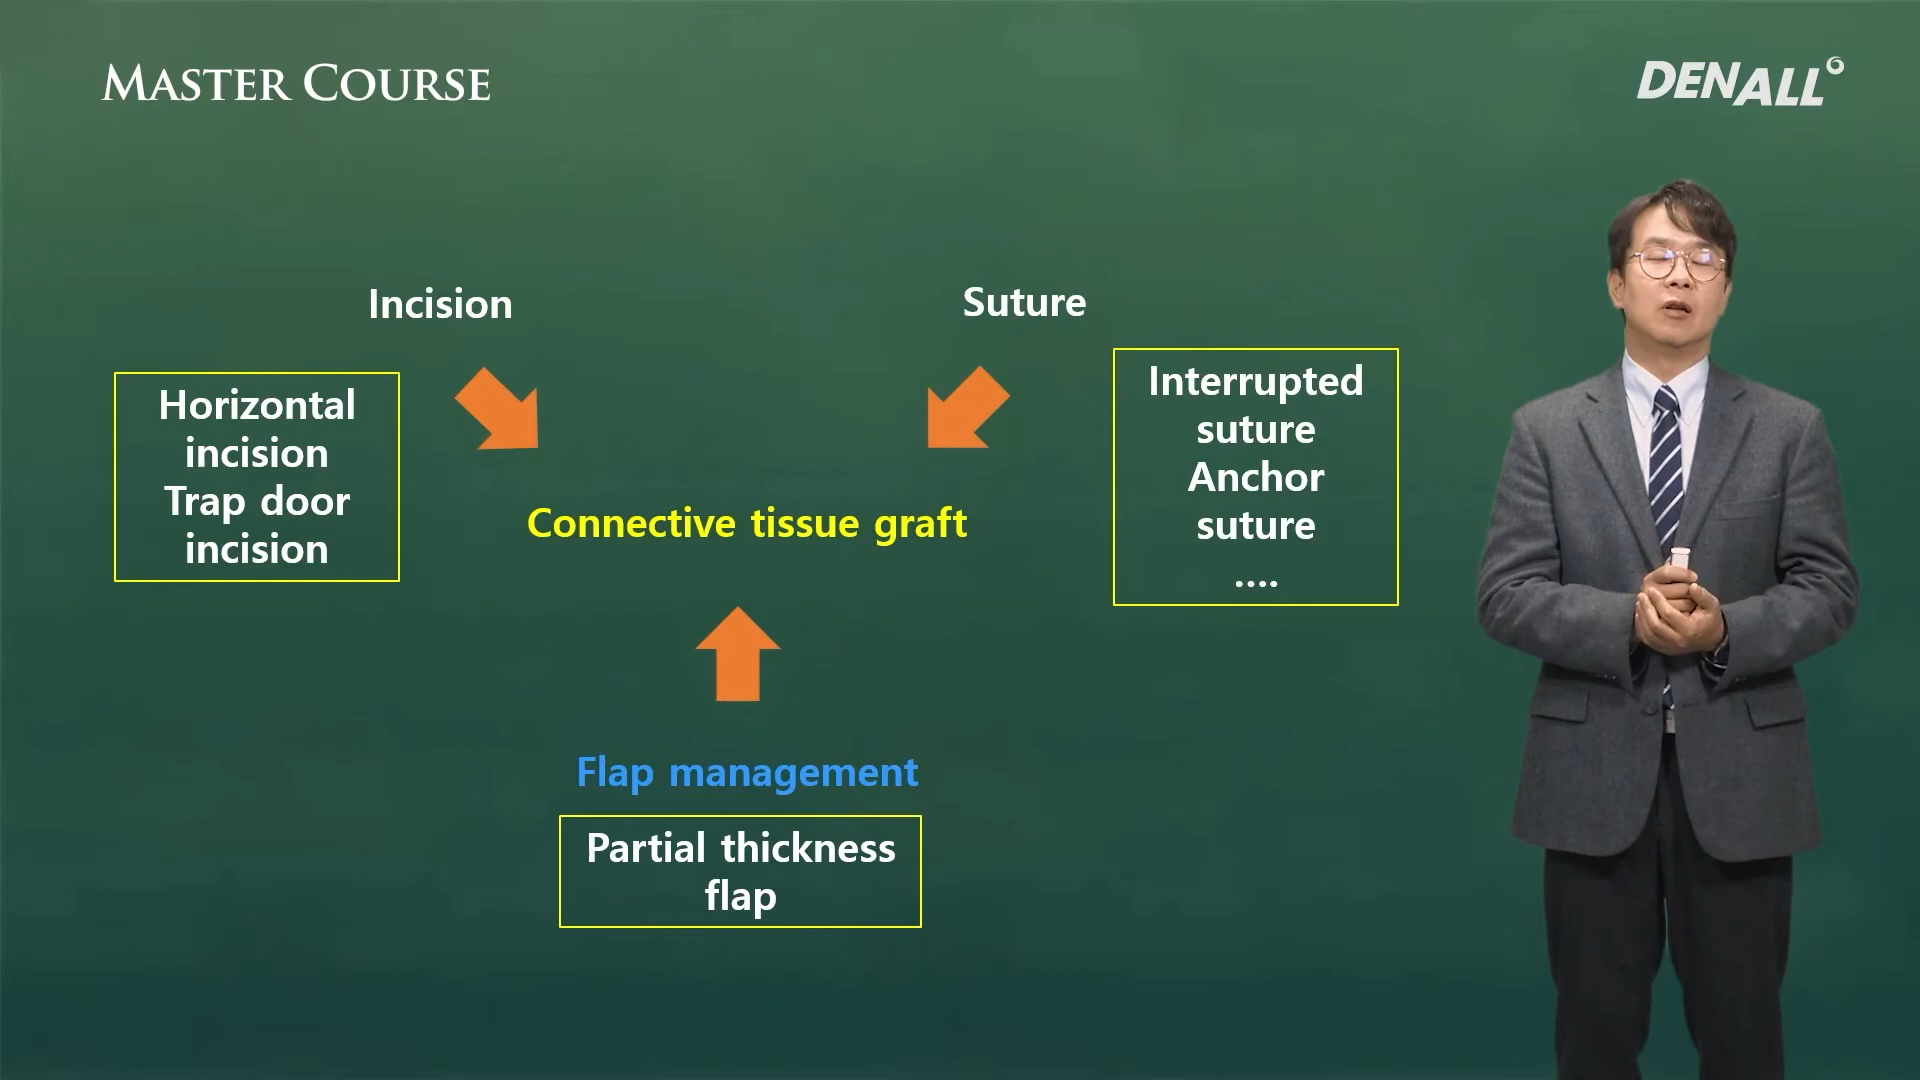 MASTER COURSE
DENALL
Incision
Suture
Horizontal
incision
Trap door
incision
Interrupted
suture
Anchor
suture
....
Connective tissue graft
Flap management
Partial thickness
flap